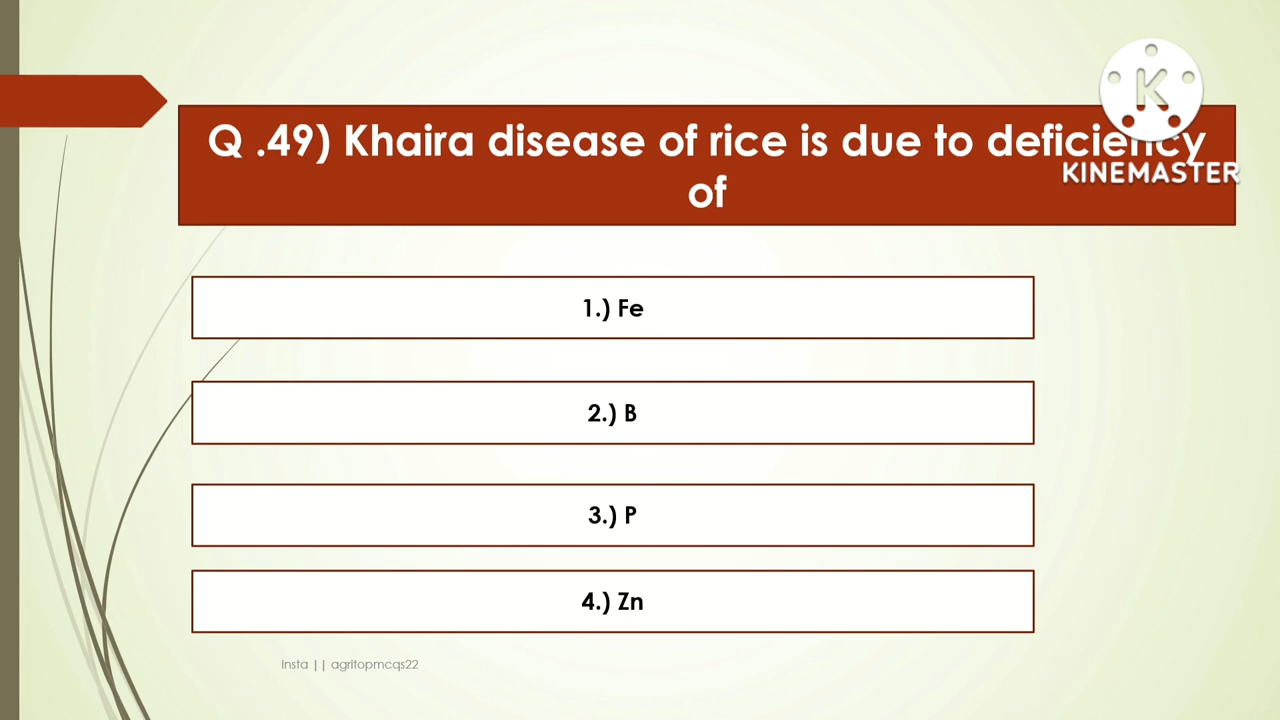 Q .49) Khaira disease of rice is due to deficiency
of
KINEMASTER
1.) Fe
2.) B
3.) P
4.) Zn
Insta || agritopmcqs22